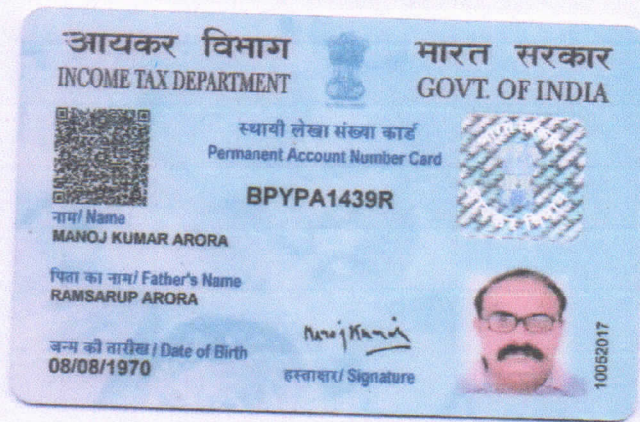 आयकर विभाग
INCOME TAX DEPARTMENT
भारत सरकार
GOVT. OF INDIA
स्थायी लेखा संख्या कार्ड
Permanent Account Number Card
BPYPA1439R
नाम/ Name
MANOJ KUMAR ARORA
पिता का नाम/ Father's Name
RAMSARUP ARORA
जन्म की तारीख/ Date of Birth
08/08/1970
हस्ताक्षर/ Signature
10052017